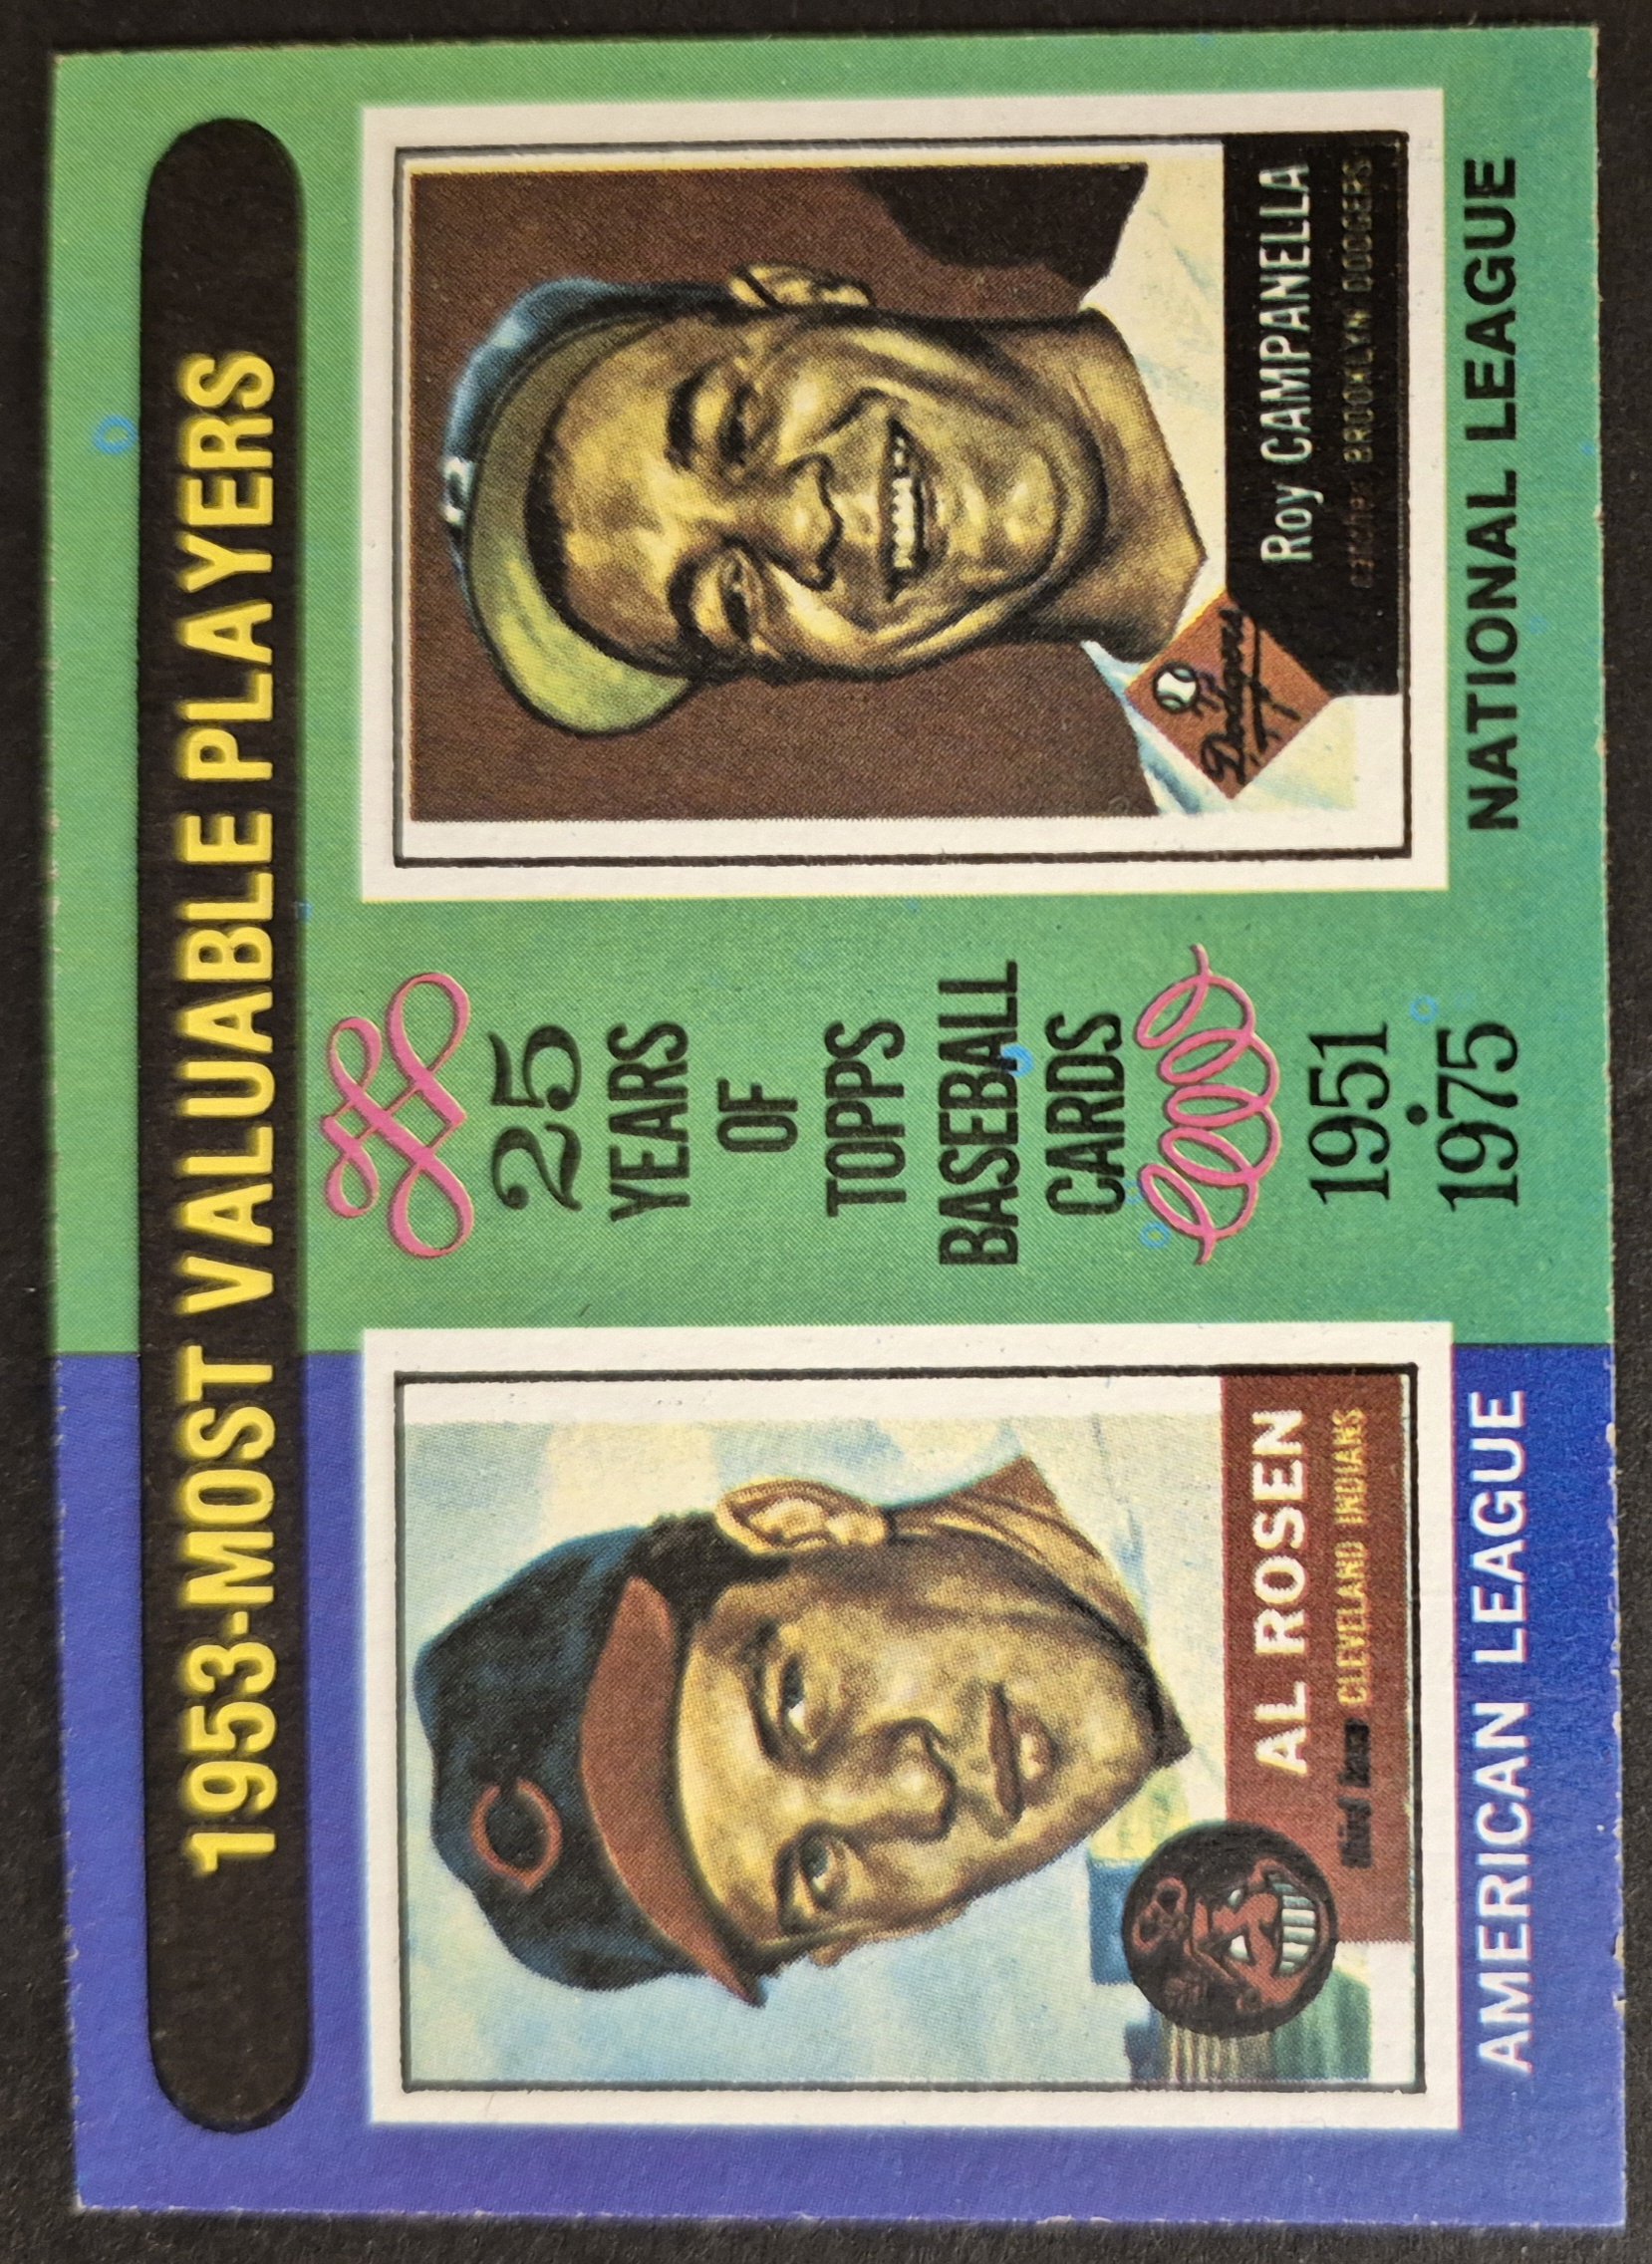 1953-MOST VALUABLE PLAYERS
AL ROSEN
Third Base CLEVELAND INDIANS
AMERICAN LEAGUE
25
YEARS
OF
TOPPS
BASEBALL
CARDS
1951
•
1975
B
Dodgers
Roy CAMPANELLA
catcher BROOKLYN DODGERS
NATIONAL LEAGUE